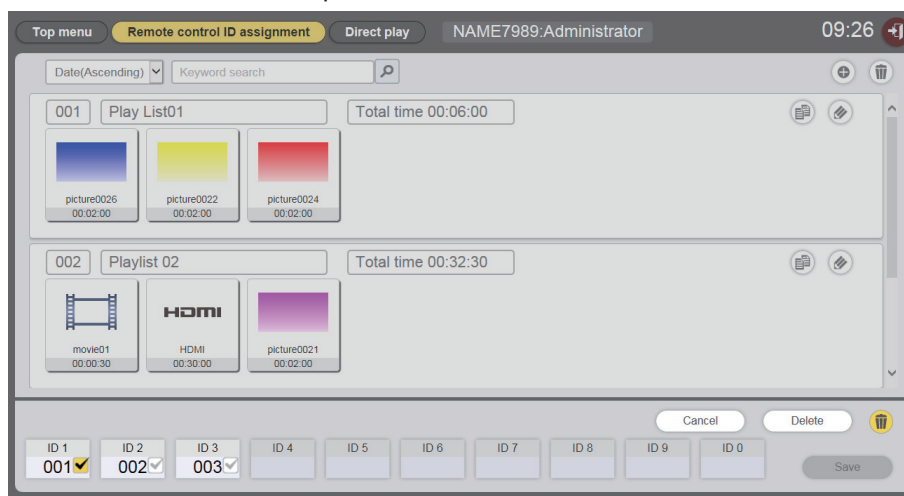 Top menu Remote control ID assignment Direct play NAME7989:Administrator 09:26
Date(Ascending) Keyword search
001 Play List01 Total time 00:06:00
picture0026 picture0022 picture0024
00:02:00 00:02:00 00:02:00
002 Playlist 02 Total time 00:32:30
HDMI
movie01 HDMI picture0021
00:00:30 00:30:00 00:02:00
Cancel Delete
ID 1 ID 2 ID 3 ID 4 ID 5 ID 6 ID 7 ID 8 ID 9 ID 0
001 002 003 Save